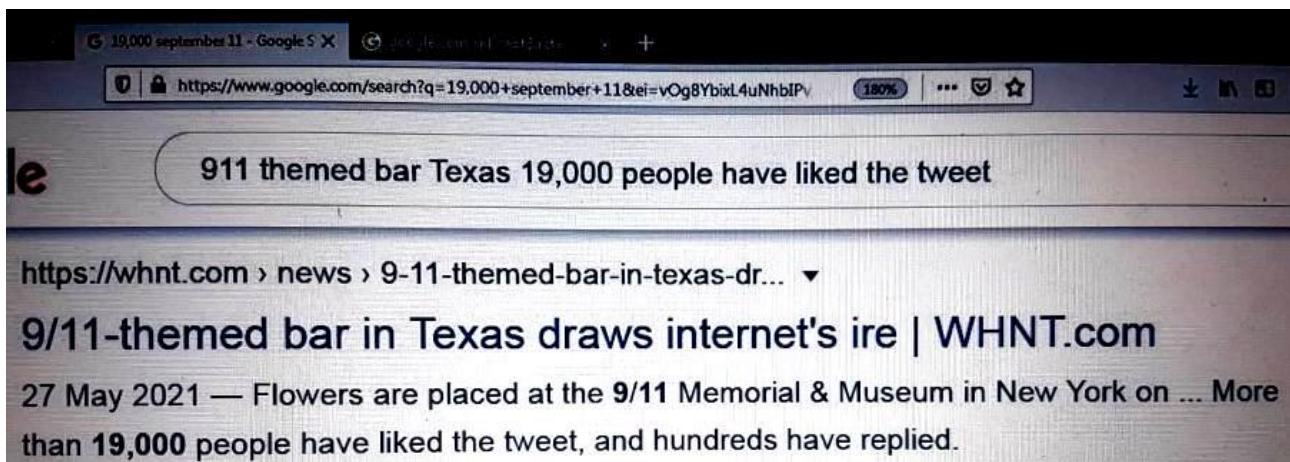 19,000 september 11 - Google S
https://www.google.com/search?q=19,000+september+11&ei=vOg8YbixL4uNhbIPv
180%
le
911 themed bar Texas 19,000 people have liked the tweet
https://whnt.com › news › 9-11-themed-bar-in-texas-dr...
9/11-themed bar in Texas draws internet's ire | WHNT.com
27 May 2021 — Flowers are placed at the 9/11 Memorial & Museum in New York on ... More
than 19,000 people have liked the tweet, and hundreds have replied.